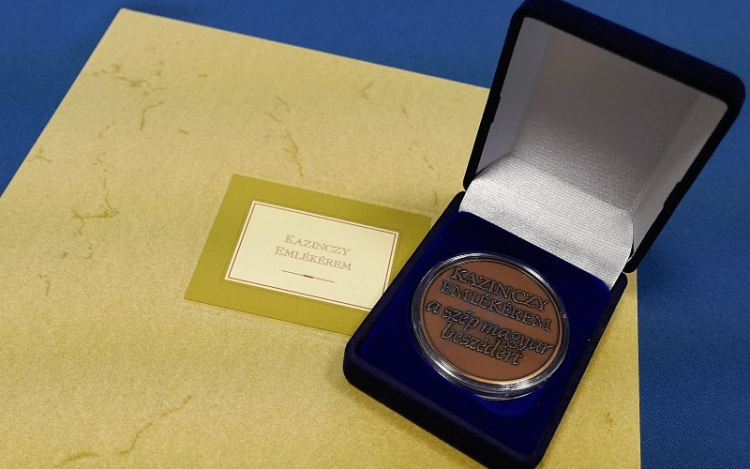 KAZINCZY
EMLÉKÉREM
KAZINCZY
EMLÉKÉREM
a szép magyar
beszédért